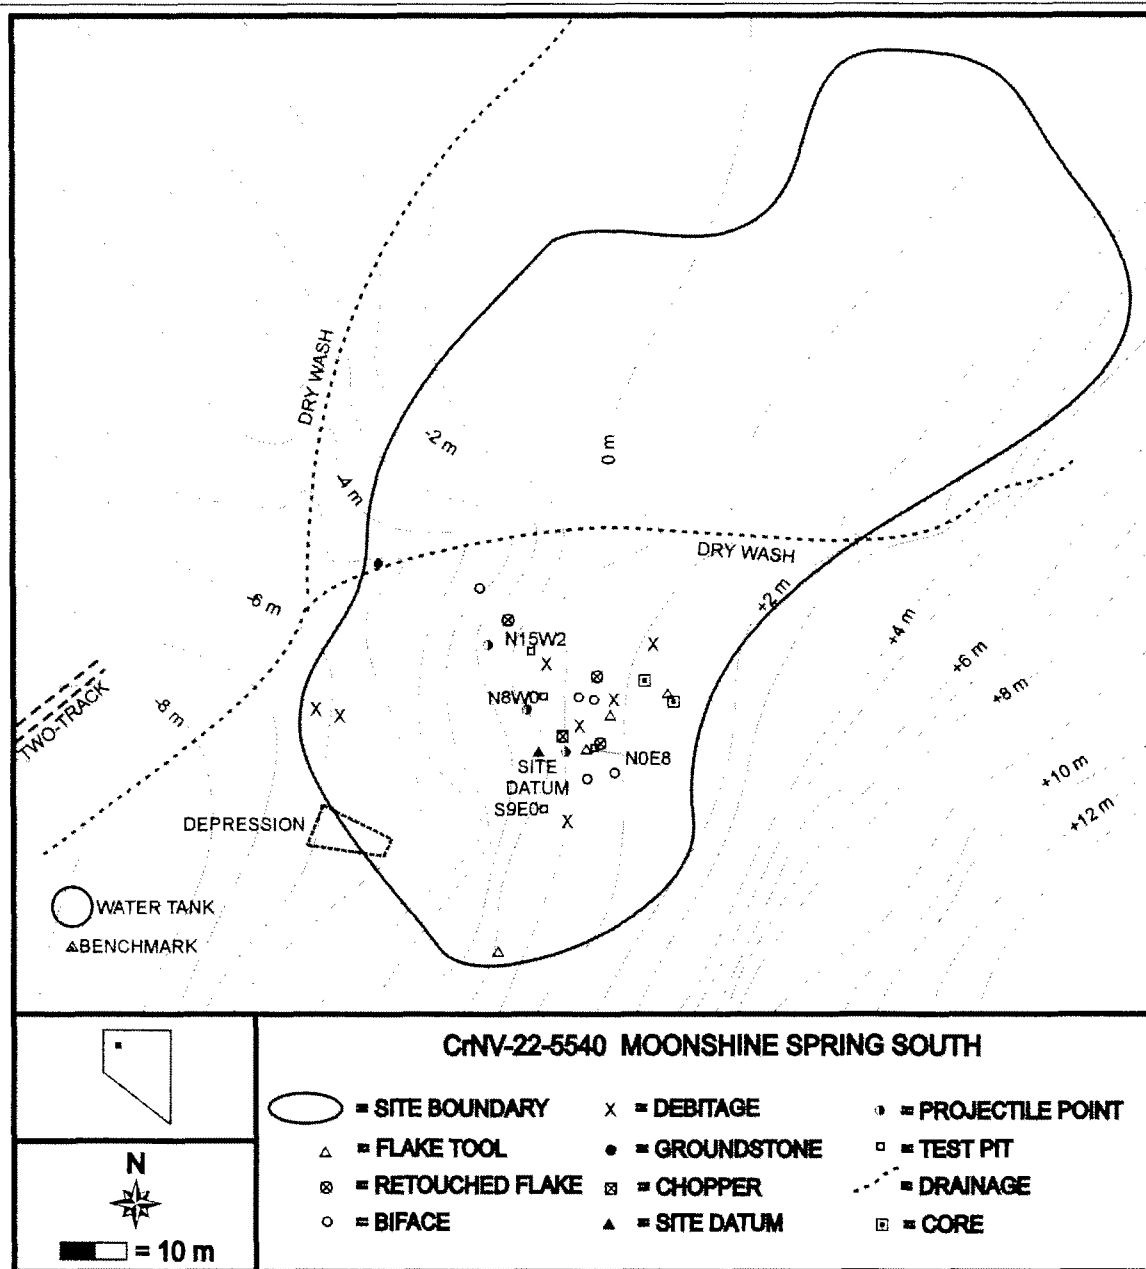 DRY WASH
-2 m
0 m
-4 m
DRY WASH
-6 m
+2 m
+4 m
N15W2
+6 m
+8 m
N8W0
-8 m
TWO-TRACK
SITE
DATUM
N0E8
+10 m
S9E0
+12 m
DEPRESSION
WATER TANK
BENCHMARK
CrNV-22-5540 MOONSHINE SPRING SOUTH
= SITE BOUNDARY
X = DEBITAGE
= PROJECTILE POINT
= FLAKE TOOL
= GROUNDSTONE
= TEST PIT
= RETOUCHED FLAKE
= CHOPPER
= DRAINAGE
= BIFACE
= SITE DATUM
= CORE
N
= 10 m